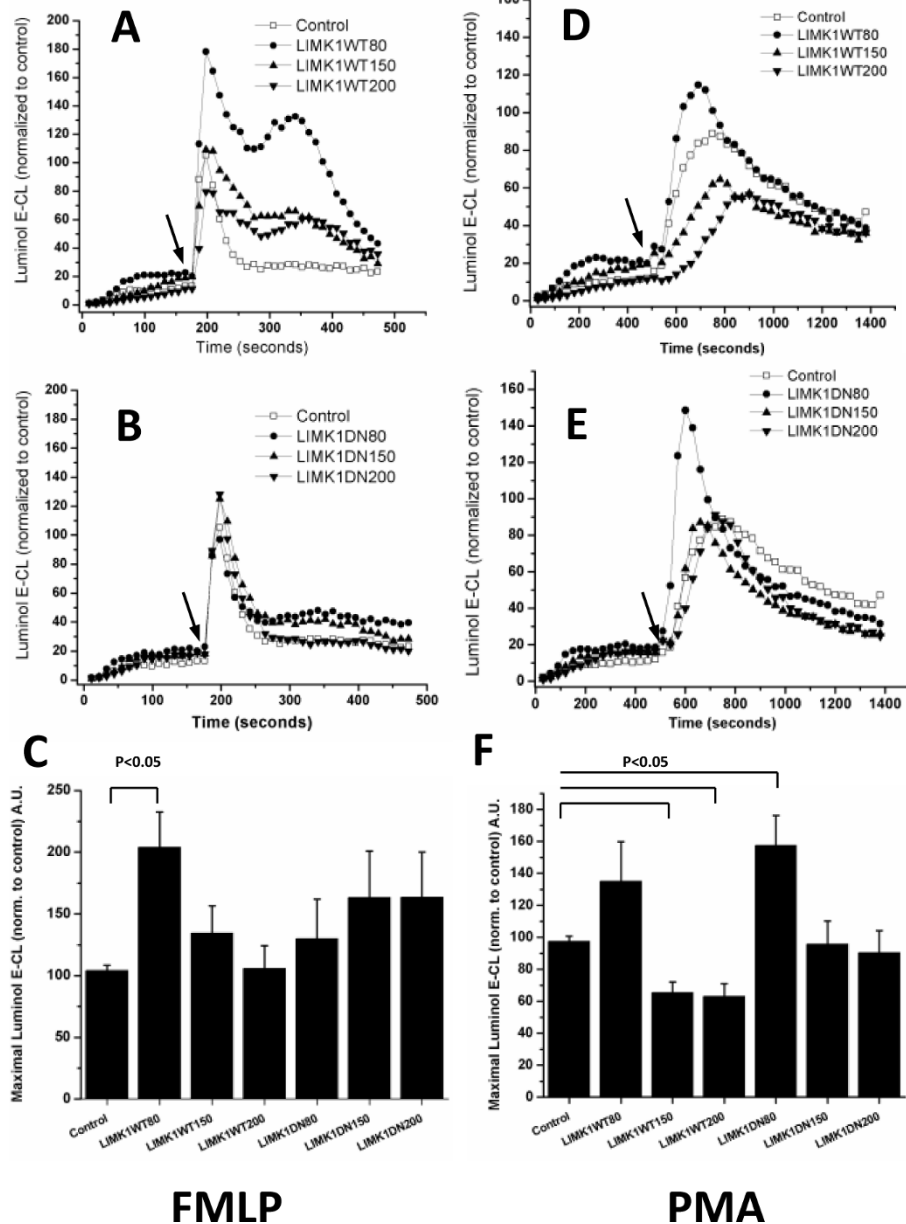 A
Control
LIMK1WT80
LIMK1WT150
LIMK1WT200
Luminol E-CL (normalized to control)
200
180
160
140
120
100
80
60
40
20
0
0 100 200 300 400 500
Time (seconds)
D
Control
LIMK1WT80
LIMK1WT150
LIMK1WT200
Luminol E-CL (normalized to control)
160
140
120
100
80
60
40
20
0
0 200 400 600 800 1000 1200 1400
Time (seconds)
B
Control
LIMK1DN80
LIMK1DN150
LIMK1DN200
Luminol E-CL (normalized to control)
200
180
160
140
120
100
80
60
40
20
0
0 100 200 300 400 500
Time (seconds)
E
Control
LIMK1DN80
LIMK1DN150
LIMK1DN200
Luminol E-CL (normalized to control)
160
140
120
100
80
60
40
20
0
0 200 400 600 800 1000 1200 1400
Time (seconds)
C
P<0.05
Maximal Luminol E-CL (norm. to control) A.U.
250
200
150
100
50
0
Control LIMK1WT80 LIMK1WT150 LIMK1WT200 LIMK1DN80 LIMK1DN150 LIMK1DN200
FMLP
F
P<0.05
Maximal Luminol E-CL (norm. to control) A.U.
180
160
140
120
100
80
60
40
20
0
Control LIMK1WT80 LIMK1WT150 LIMK1WT200 LIMK1DN80 LIMK1DN150 LIMK1DN200
PMA